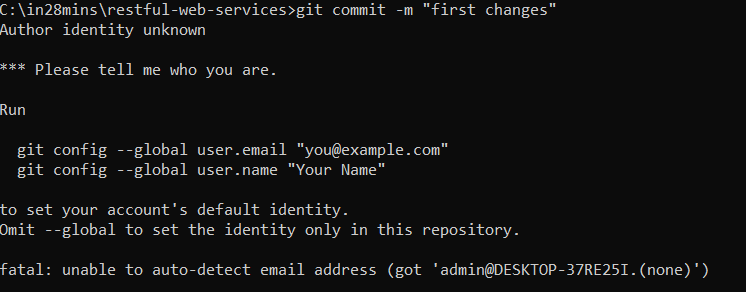 C:\in28mins\restful-web-services>git commit -m "first changes"
Author identity unknown
*** Please tell me who you are.
Run
git config --global user.email "you@example.com"
git config --global user.name "Your Name"
to set your account's default identity.
Omit --global to set the identity only in this repository.
fatal: unable to auto-detect email address (got 'admin@DESKTOP-37RE25I.(none)')